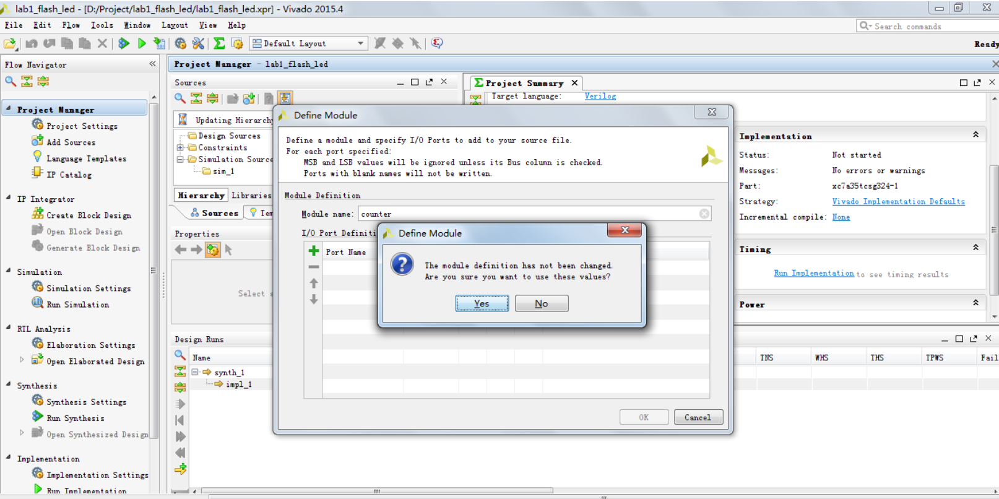 lab1_flash_led - [D:/Project/lab1_flash_led/lab1_flash_led.xpr] - Vivado 2015.4
File Edit Flow Tools Window Layout View Help
Search commands
Default Layout
Ready
Flow Navigator
Project Manager
Project Settings
Add Sources
Language Templates
IP Catalog
IP Integrator
Create Block Design
Open Block Design
Generate Block Design
Simulation
Simulation Settings
Run Simulation
RTL Analysis
Elaboration Settings
Open Elaborated Design
Synthesis
Synthesis Settings
Run Synthesis
Open Synthesized Design
Implementation
Implementation Settings
Run Implementation
Project Manager - lab1_flash_led
Sources
Updating Hierarchy
Design Sources
Constraints
Simulation Source
sim_1
Hierarchy Libraries
Sources Tem
Properties
Select
Project Summary
Target language: Verilog
Implementation
Status: Not started
Messages: No errors or warnings
Part: xc7a35tcsg324-1
Strategy: Vivado Implementation Defaults
Incremental compile: None
Timing
Run Implementation to see timing results
Power
Define Module
Define a module and specify I/O Ports to add to your source file.
For each port specified:
MSB and LSB values will be ignored unless its Bus column is checked.
Ports with blank names will not be written.
Module Definition
Module name: counter
I/O Port Definiti
Port Name
OK Cancel
Define Module
The module definition has not been changed.
Are you sure you want to use these values?
Yes No
Design Runs
Name TNS WHS THS TPWS Fail
synth_1
impl_1